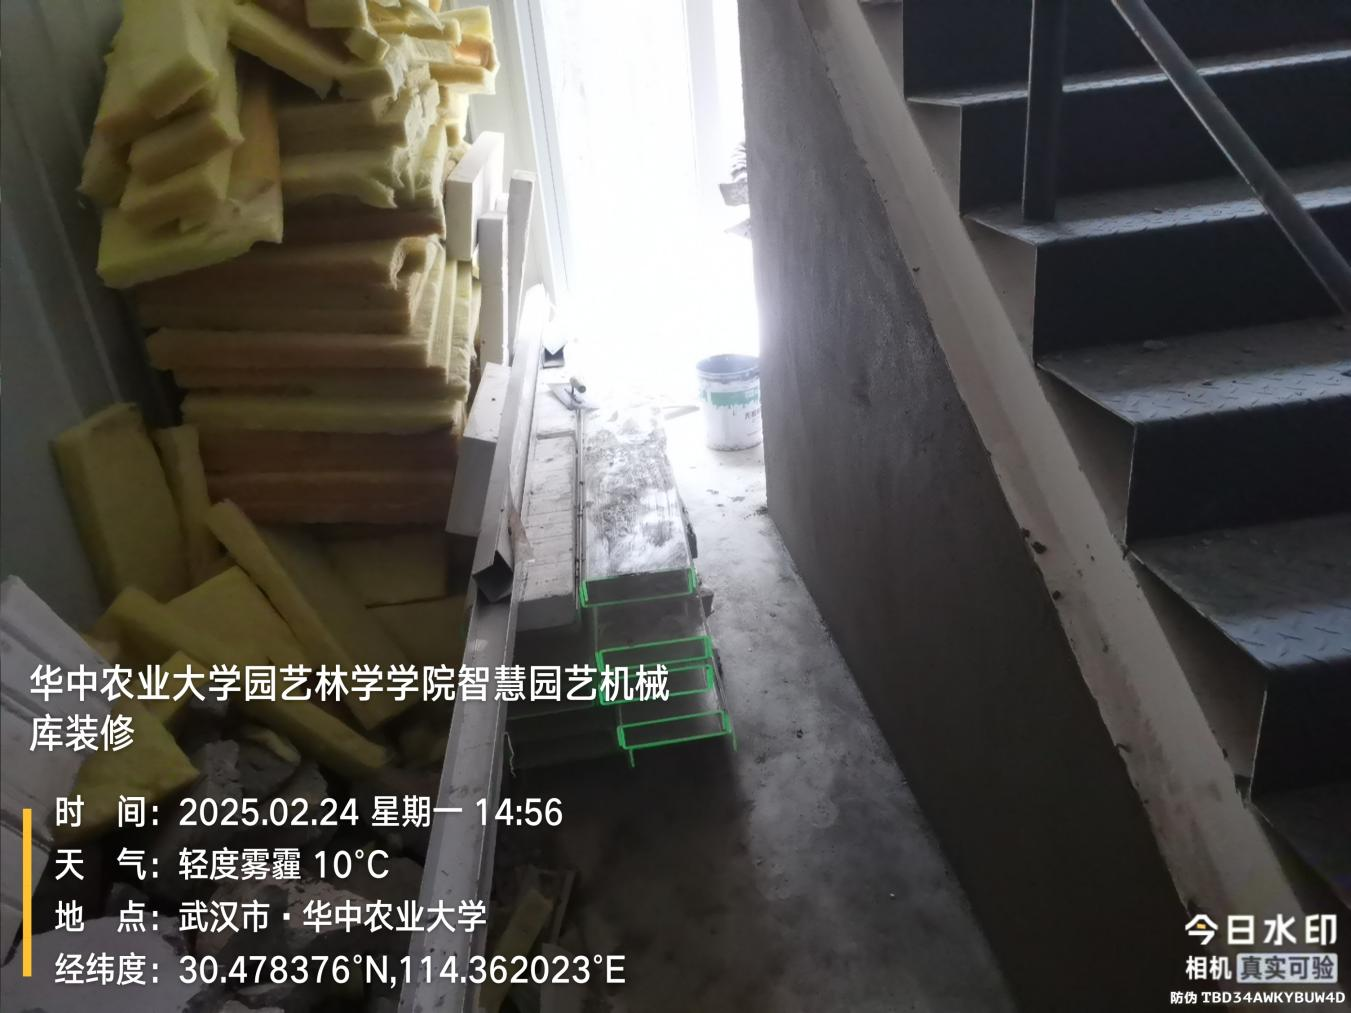 华中农业大学园艺林学学院智慧园艺机械
库装修
时 间：2025.02.24 星期一 14:56
天 气：轻度雾霾 10°C
地 点：武汉市·华中农业大学
经纬度：30.478376°N,114.362023°E
今日水印
相机 真实可验
防伪 TBD34AWKYBUW4D